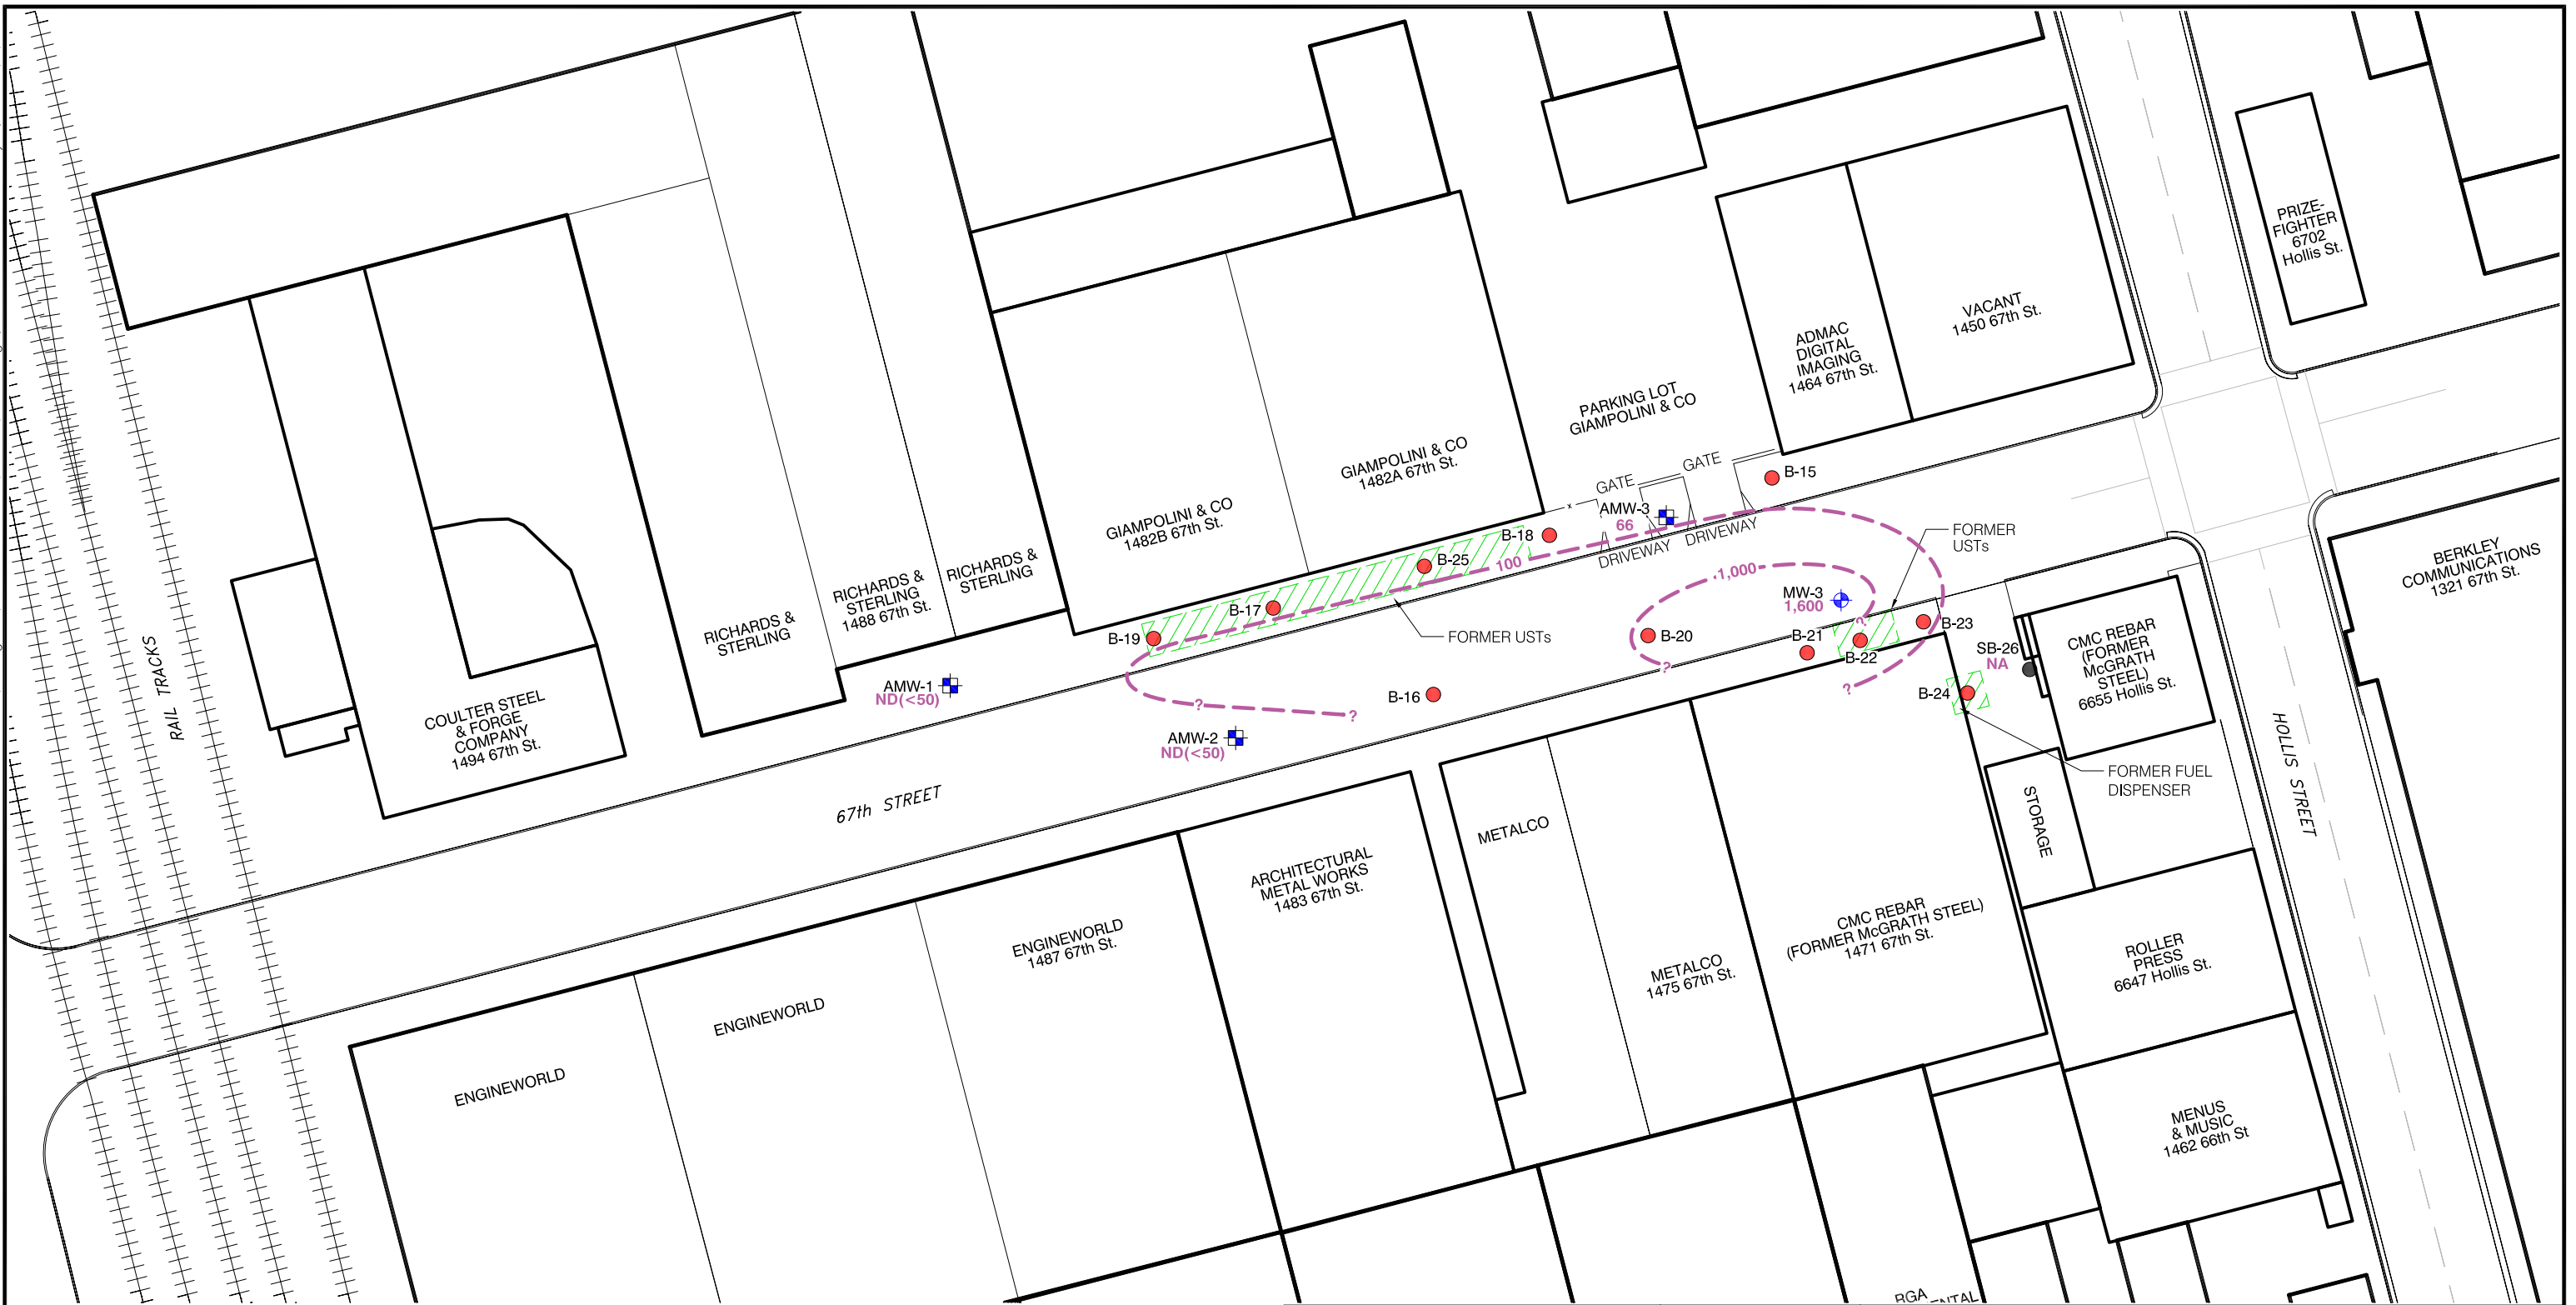 PRIZE-
FIGHTER
6702
Hollis St.
VACANT
1450 67th St.
ADMAC
DIGITAL
IMAGING
1464 67th St.
PARKING LOT
GIAMPOLINI & CO
GIAMPOLINI & CO
1482A 67th St.
GIAMPOLINI & CO
1482B 67th St.
GATE
GATE
B-15
AMW-3
66
B-18
DRIVEWAY
DRIVEWAY
FORMER
USTs
BERKLEY
COMMUNICATIONS
1321 67th St.
RICHARDS &
STERLING
RICHARDS &
STERLING
1488 67th St.
RICHARDS &
STERLING
B-25
100
1,000
B-17
MW-3
1,600
B-19
FORMER USTs
B-20
B-21
?
B-22
B-23
?
?
SB-26
NA
CMC REBAR
(FORMER
McGRATH
STEEL)
6655 Hollis St.
B-24
B-16
AMW-1
ND(<50)
?
?
AMW-2
ND(<50)
RAIL TRACKS
COULTER STEEL
& FORGE
COMPANY
1494 67th St.
67th STREET
FORMER FUEL
DISPENSER
HOLLIS STREET
STORAGE
METALCO
ARCHITECTURAL
METAL WORKS
1483 67th St.
ENGINEWORLD
1487 67th St.
ENGINEWORLD
ENGINEWORLD
METALCO
1475 67th St.
CMC REBAR
(FORMER McGRATH STEEL)
1471 67th St.
ROLLER
PRESS
6647 Hollis St.
MENUS
& MUSIC
1462 66th St
RGA